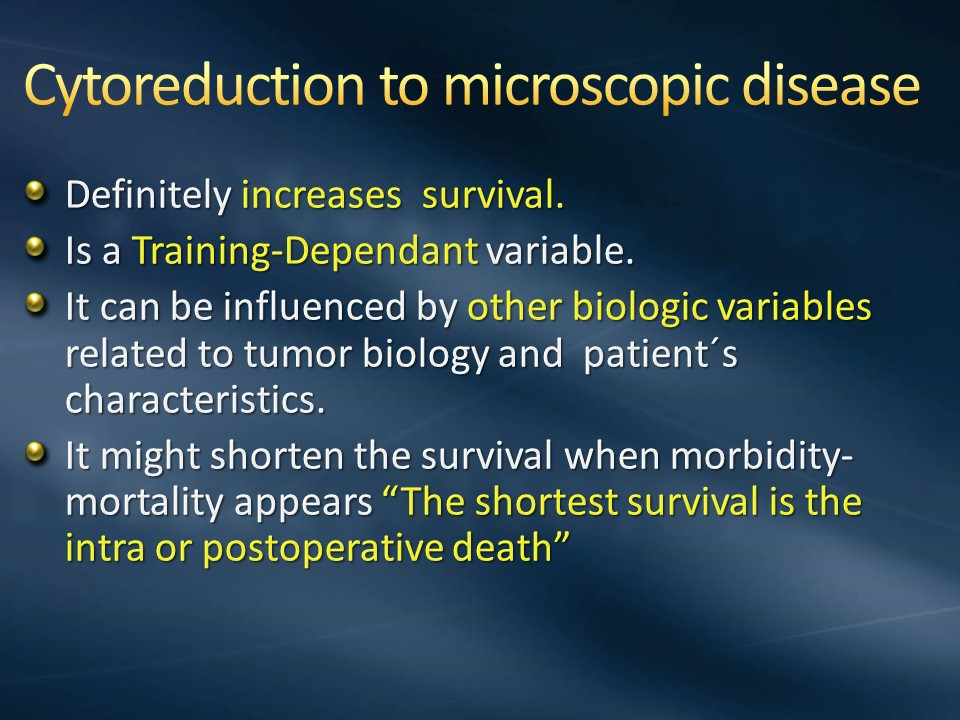 Cytoreduction to microscopic disease
Definitely increases  survival.
Is a Training-Dependant variable.
It can be influenced by other biologic variables
related to tumor biology and  patient´s
characteristics.
It might shorten the survival when morbidity-
mortality appears “The shortest survival is the
intra or postoperative death”